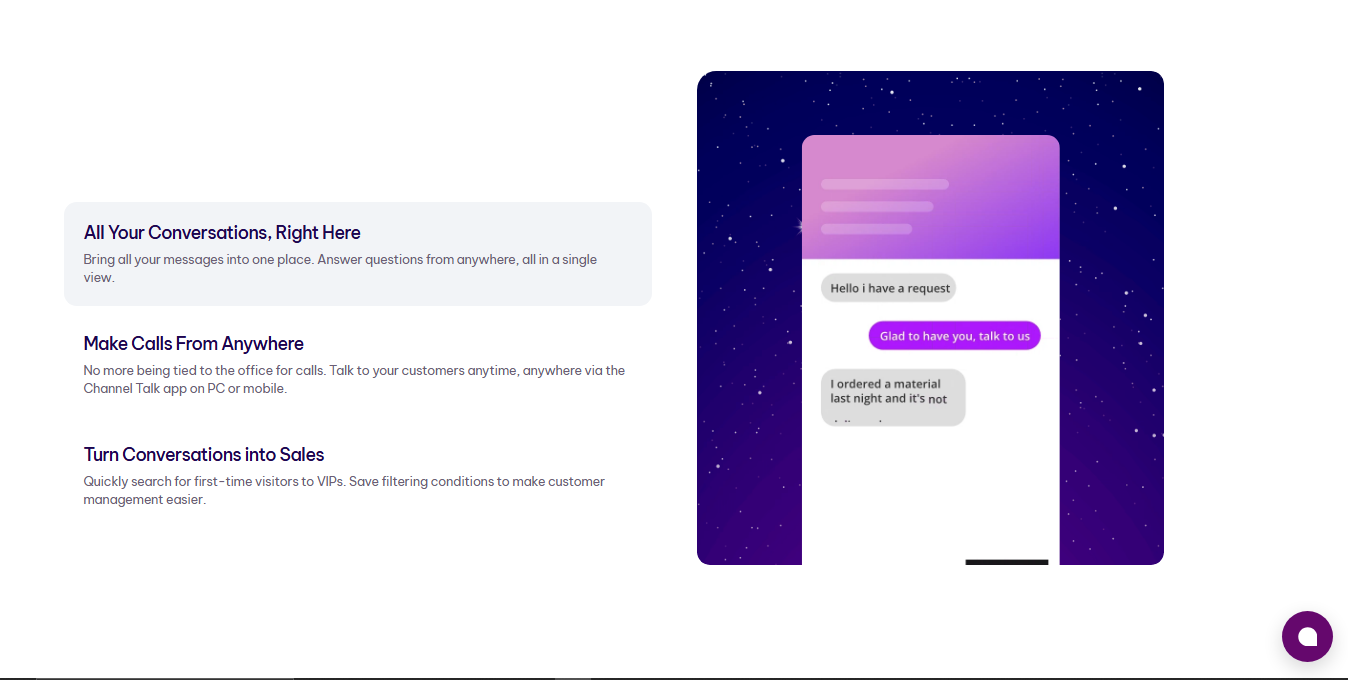 All Your Conversations, Right Here
Bring all your messages into one place. Answer questions from anywhere, all in a single
view.
Make Calls From Anywhere
No more being tied to the office for calls. Talk to your customers anytime, anywhere via the
Channel Talk app on PC or mobile.
Turn Conversations into Sales
Quickly search for first-time visitors to VIPs. Save filtering conditions to make customer
management easier.
Hello i have a request
Glad to have you, talk to us
I ordered a material
last night and it's not